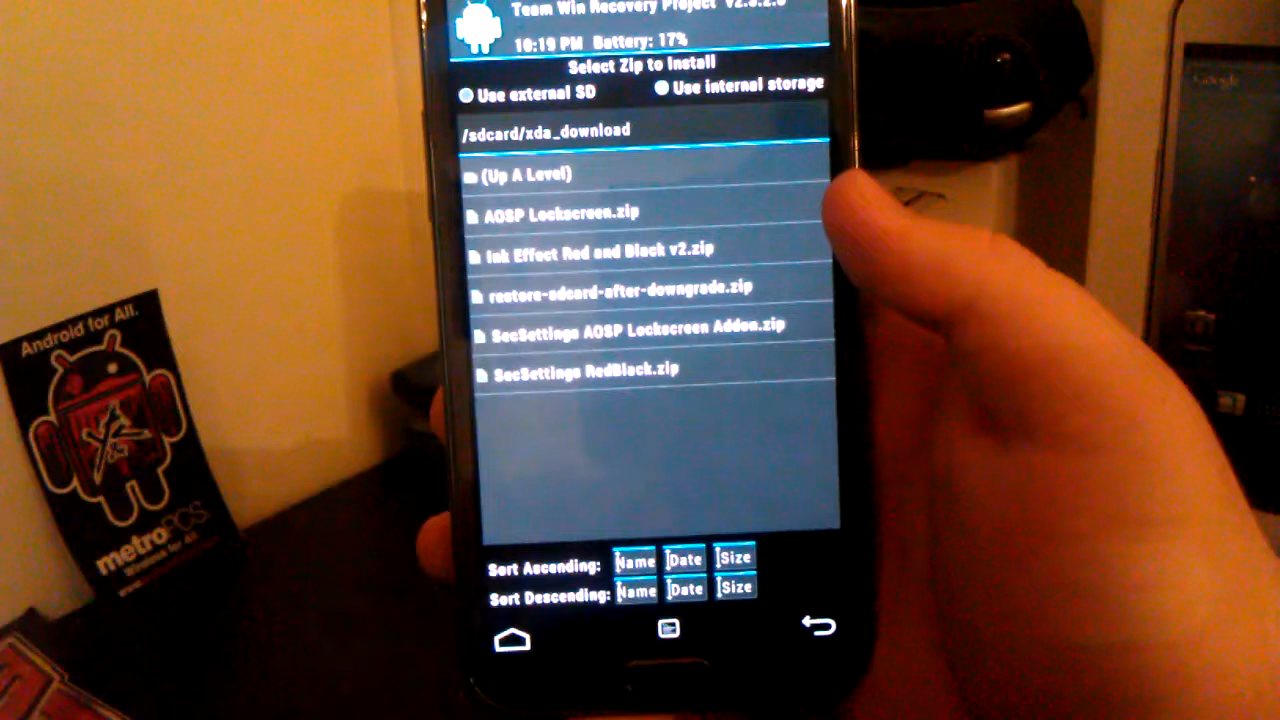 Team Win Recovery Project
10:19 PM Battery: 17%
Select Zip to Install
Use external SD
Use internal storage
/sdcard/xda_download
(Up A Level)
AOSP Lockscreen.zip
Ink Effect Red and Black v2.zip
restore-sdcard-after-downgrade.zip
SecSettings AOSP Lockscreen Addon.zip
SecSettings RedBlack.zip
Sort Ascending: Name Date Size
Sort Descending: Name Date Size
Android for All.
metroPCS.
Wireless for All.
Google